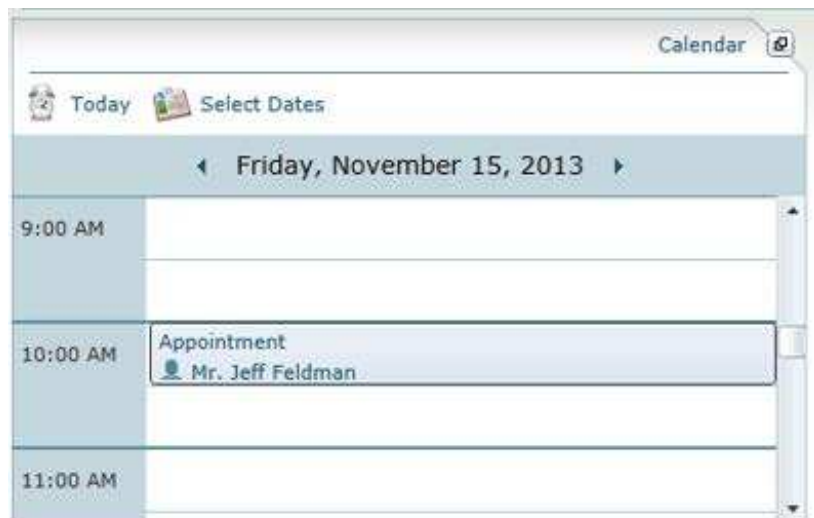 Calendar
Today Select Dates
Friday, November 15, 2013
9:00 AM
10:00 AM
Appointment
Mr. Jeff Feldman
11:00 AM